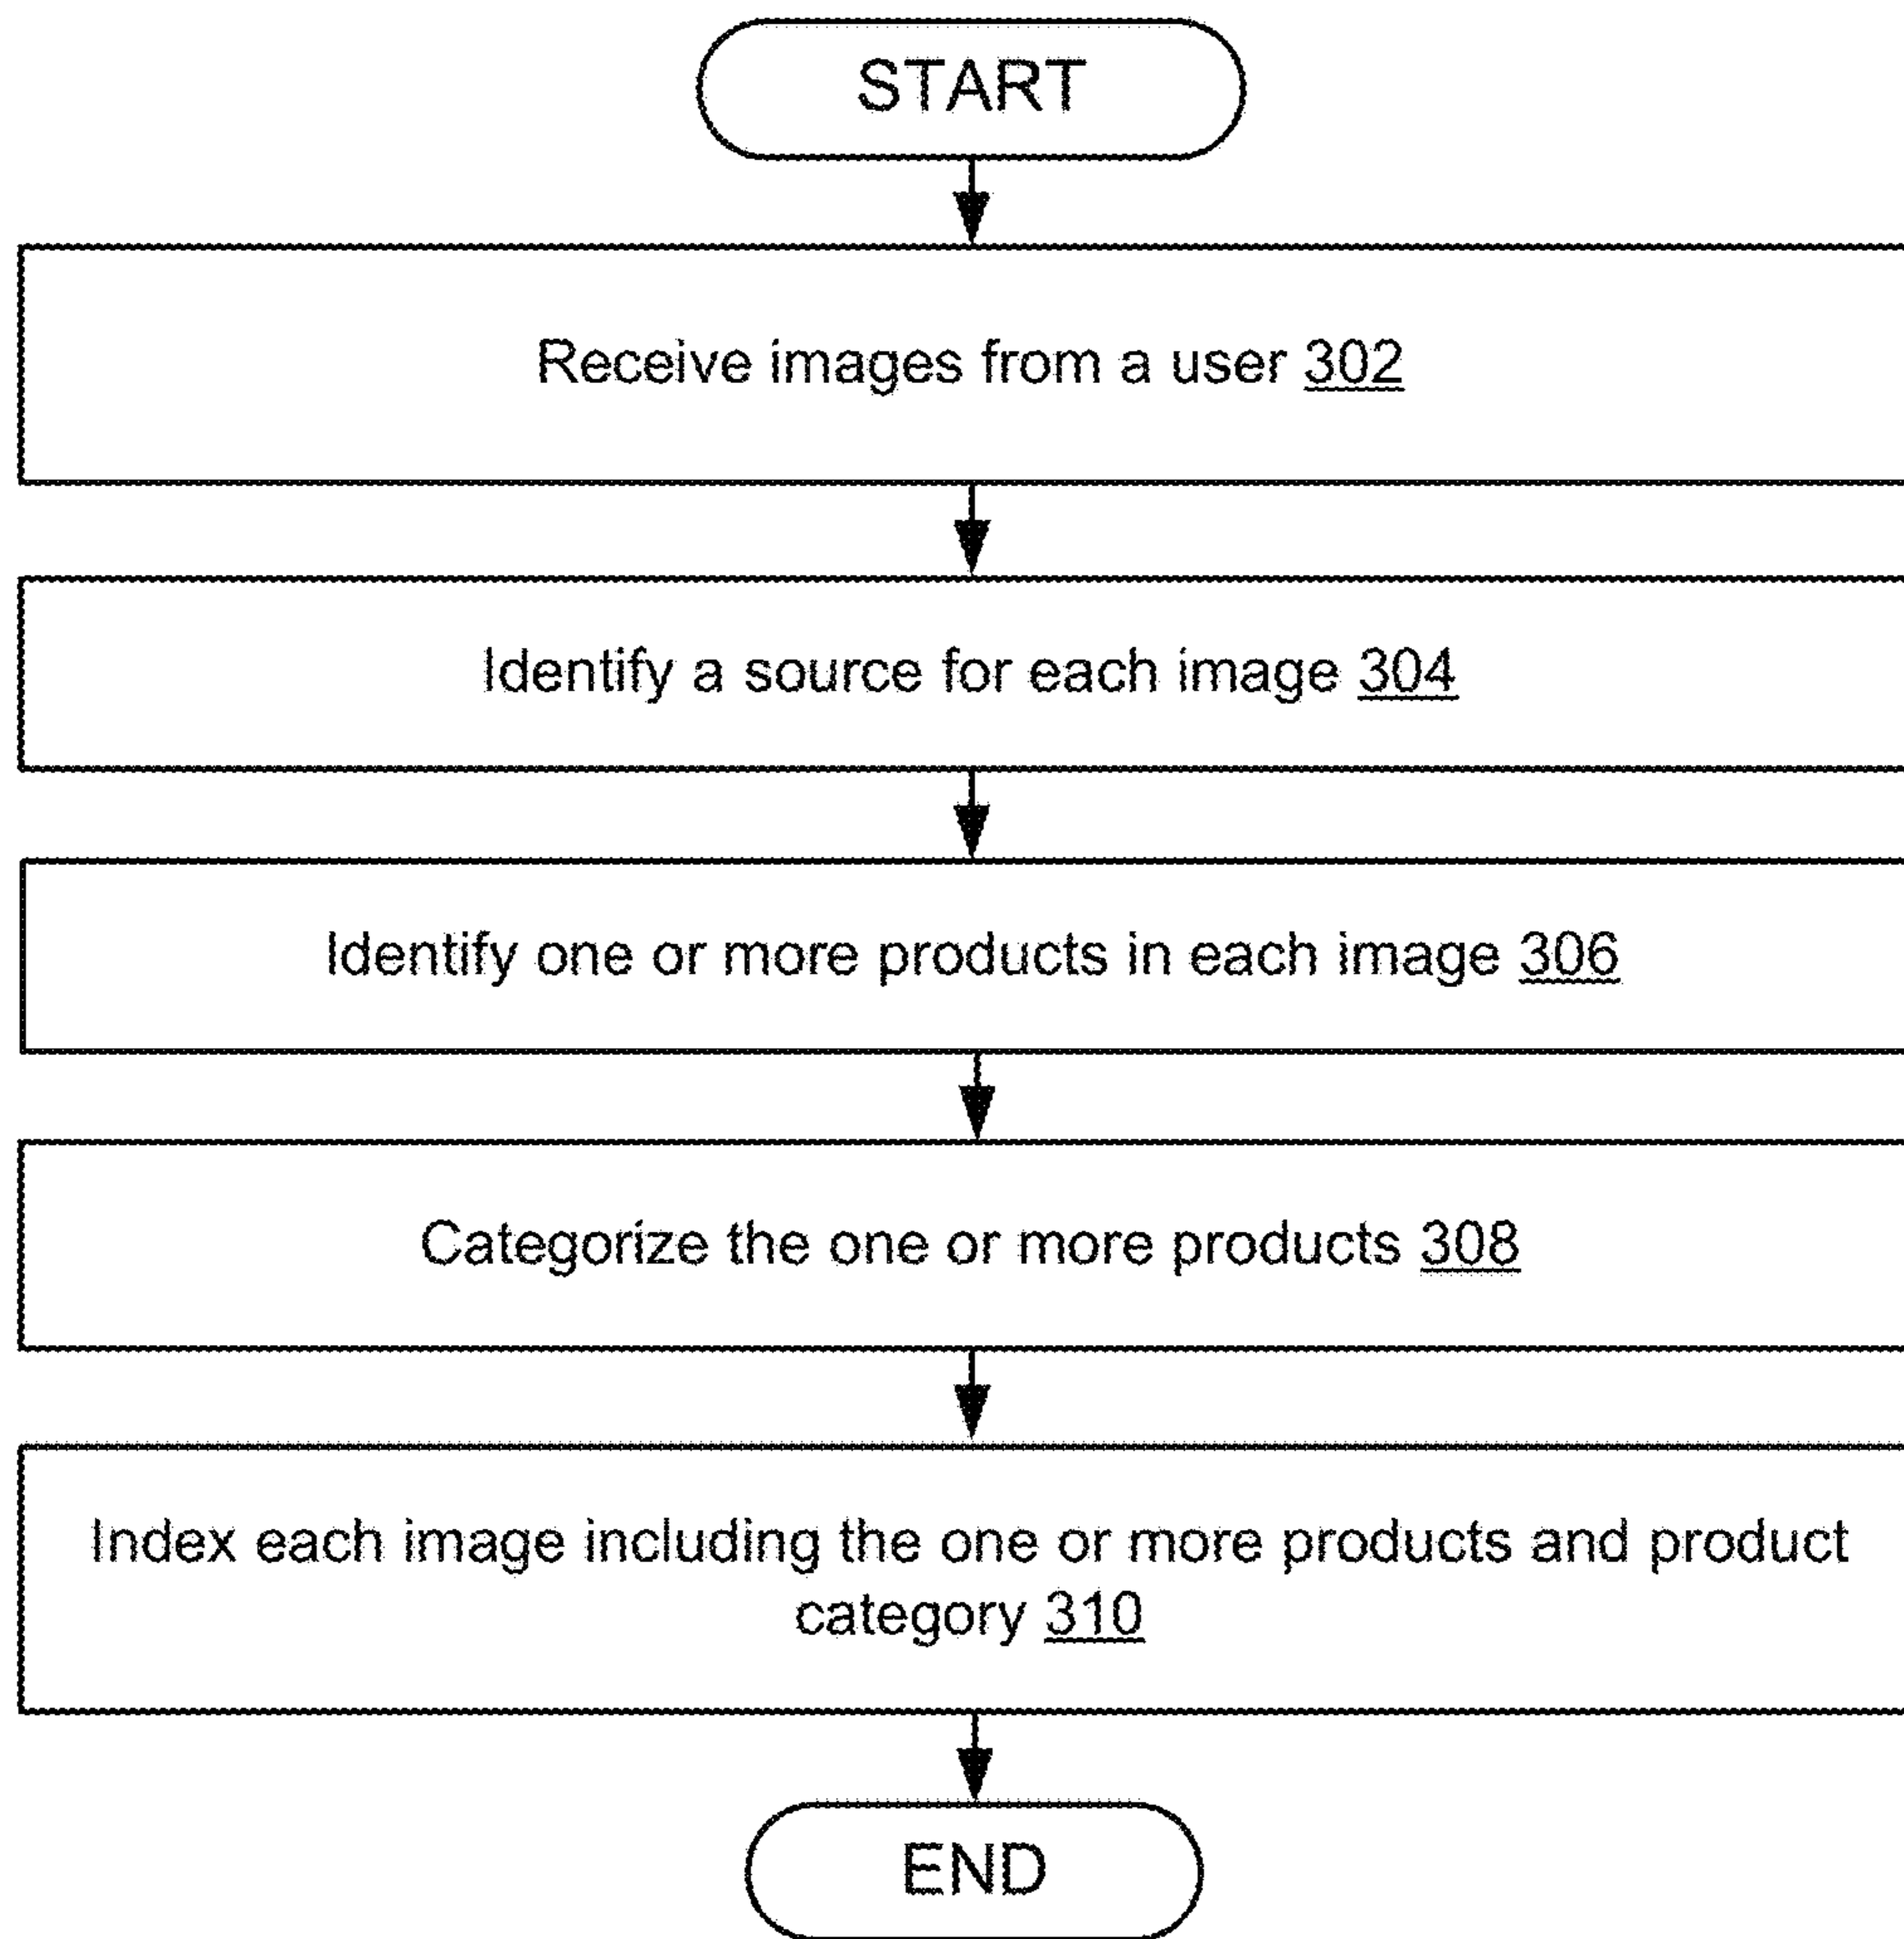 START
Receive images from a user 302
Identify a source for each image 304
Identify one or more products in each image 306
Categorize the one or more products 308
Index each image including the one or more products and product
category 310
END